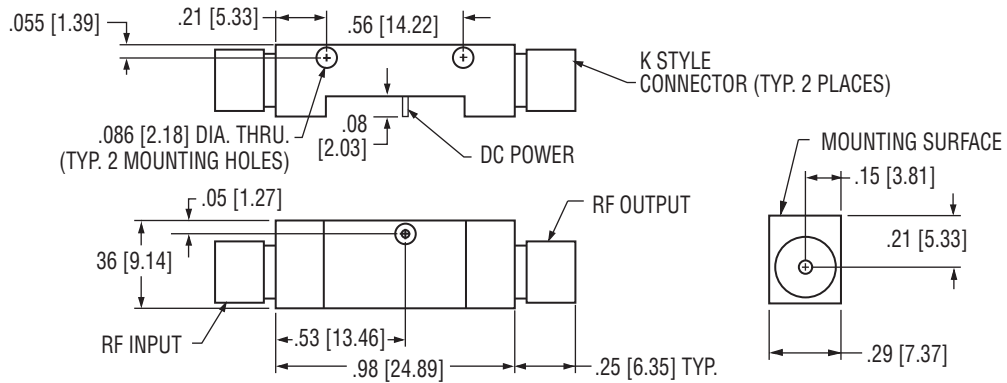 .055 [1.39]
.21 [5.33]
.56 [14.22]
K STYLE
CONNECTOR (TYP. 2 PLACES)
.086 [2.18] DIA. THRU.
(TYP. 2 MOUNTING HOLES)
.08
[2.03]
DC POWER
MOUNTING SURFACE
.15 [3.81]
.05 [1.27]
RF OUTPUT
.21 [5.33]
36 [9.14]
RF INPUT
.53 [13.46]
.98 [24.89]
.25 [6.35] TYP.
.29 [7.37]